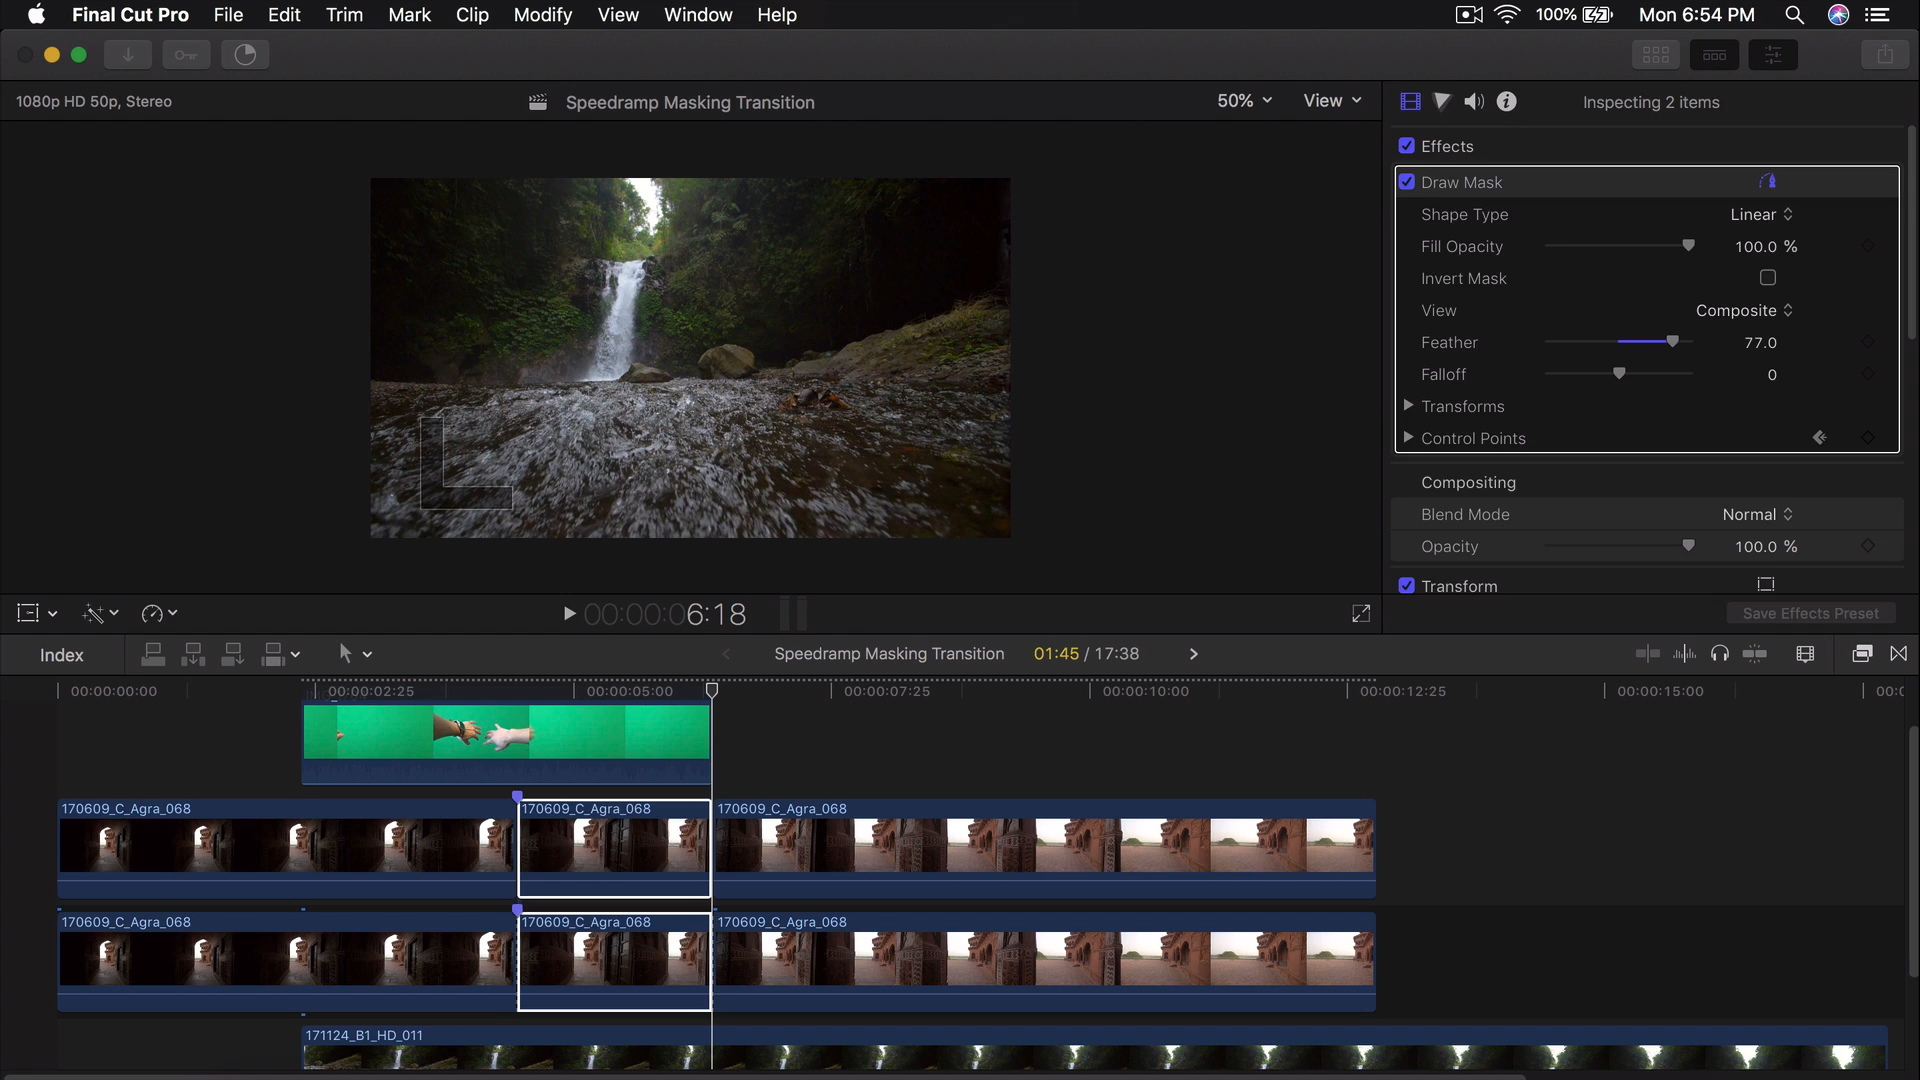 Final Cut Pro File Edit Trim Mark Clip Modify View Window Help 100% Mon 6:54 PM
1080p HD 50p, Stereo Speedramp Masking Transition 50% View Inspecting 2 items
Effects
Draw Mask
Shape Type Linear
Fill Opacity 100.0 %
Invert Mask
View Composite
Feather 77.0
Falloff 0
Transforms
Control Points
Compositing
Blend Mode Normal
Opacity 100.0 %
Transform
00:00:00:06:18 Save Effects Preset
Index Speedramp Masking Transition 01:45 / 17:38
00:00:00:00 00:00:02:25 00:00:05:00 00:00:07:25 00:00:10:00 00:00:12:25 00:00:15:00
170609_C_Agra_068 170609_C_Agra_068 170609_C_Agra_068
170609_C_Agra_068 170609_C_Agra_068 170609_C_Agra_068
171124_B1_HD_011